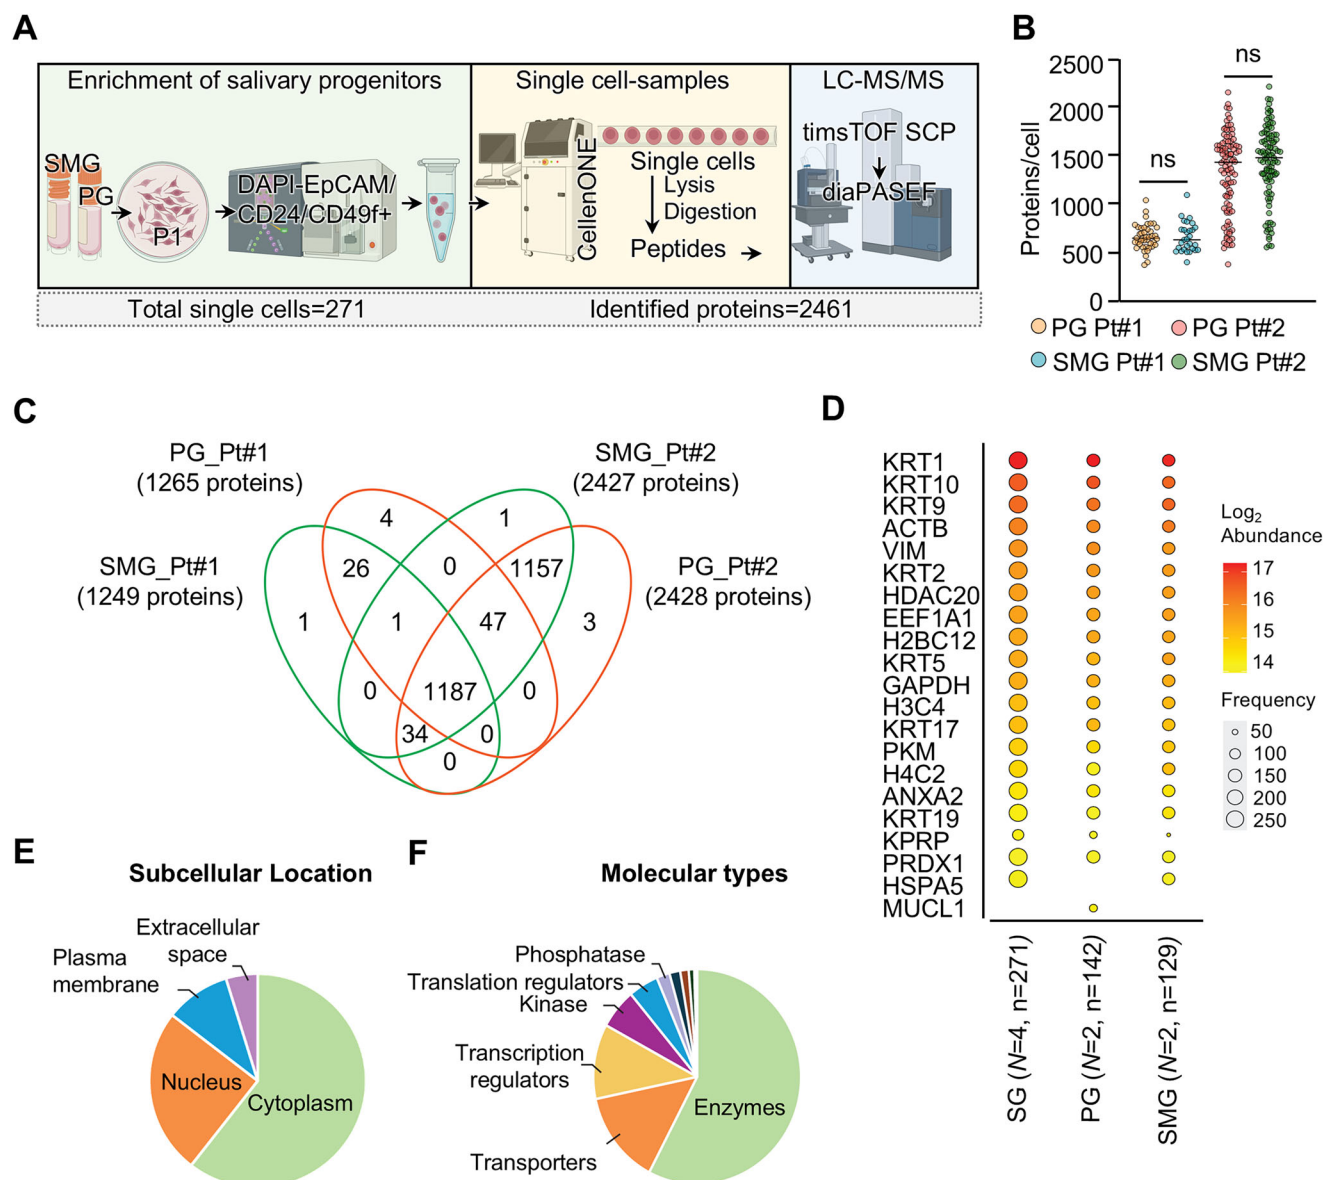 A
Enrichment of salivary progenitors
Single cell-samples
LC-MS/MS
SMG
PG
P1
DAPI-EpCAM/
CD24/CD49f+
CellenONE
Single cells
Lysis
Digestion
Peptides
timsTOF SCP
diaPASEF
Total single cells=271
Identified proteins=2461
B
Proteins/cell
2500
2000
1500
1000
500
0
ns
ns
PG Pt#1
PG Pt#2
SMG Pt#1
SMG Pt#2
C
PG_Pt#1
(1265 proteins)
SMG_Pt#2
(2427 proteins)
SMG_Pt#1
(1249 proteins)
PG_Pt#2
(2428 proteins)
4
1
26
0
1157
1
1
47
3
0
1187
0
34
0
0
D
KRT1
KRT10
KRT9
ACTB
VIM
KRT2
HDAC20
EEF1A1
H2BC12
KRT5
GAPDH
H3C4
KRT17
PKM
H4C2
ANXA2
KRT19
KPRP
PRDX1
HSPA5
MUCL1
SG (N=4, n=271)
PG (N=2, n=142)
SMG (N=2, n=129)
Log2
Abundance
17
16
15
14
Frequency
50
100
150
200
250
E
Subcellular Location
Extracellular
space
Plasma
membrane
Nucleus
Cytoplasm
F
Molecular types
Phosphatase
Translation regulators
Kinase
Transcription
regulators
Enzymes
Transporters